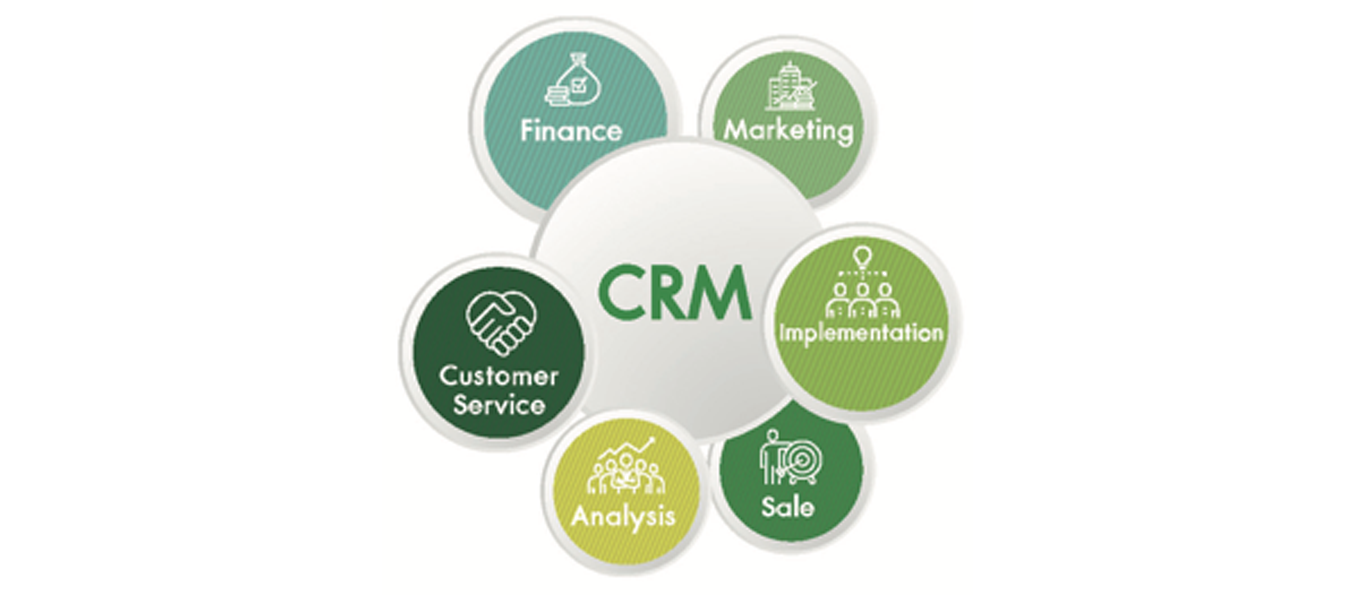 Finance
Marketing
CRM
Implementation
Customer
Service
Analysis
Sale